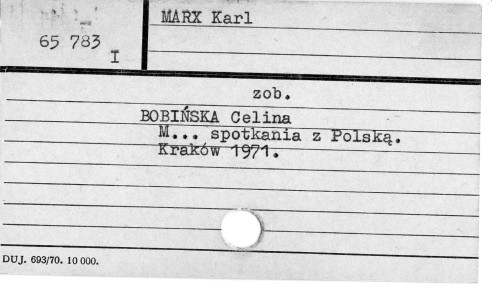 65 783
I
MARX Karl
zob.
BOBIŃSKA Celina
M... spotkania z Polską.
Kraków 1971.
DUJ. 693/70. 10 000.